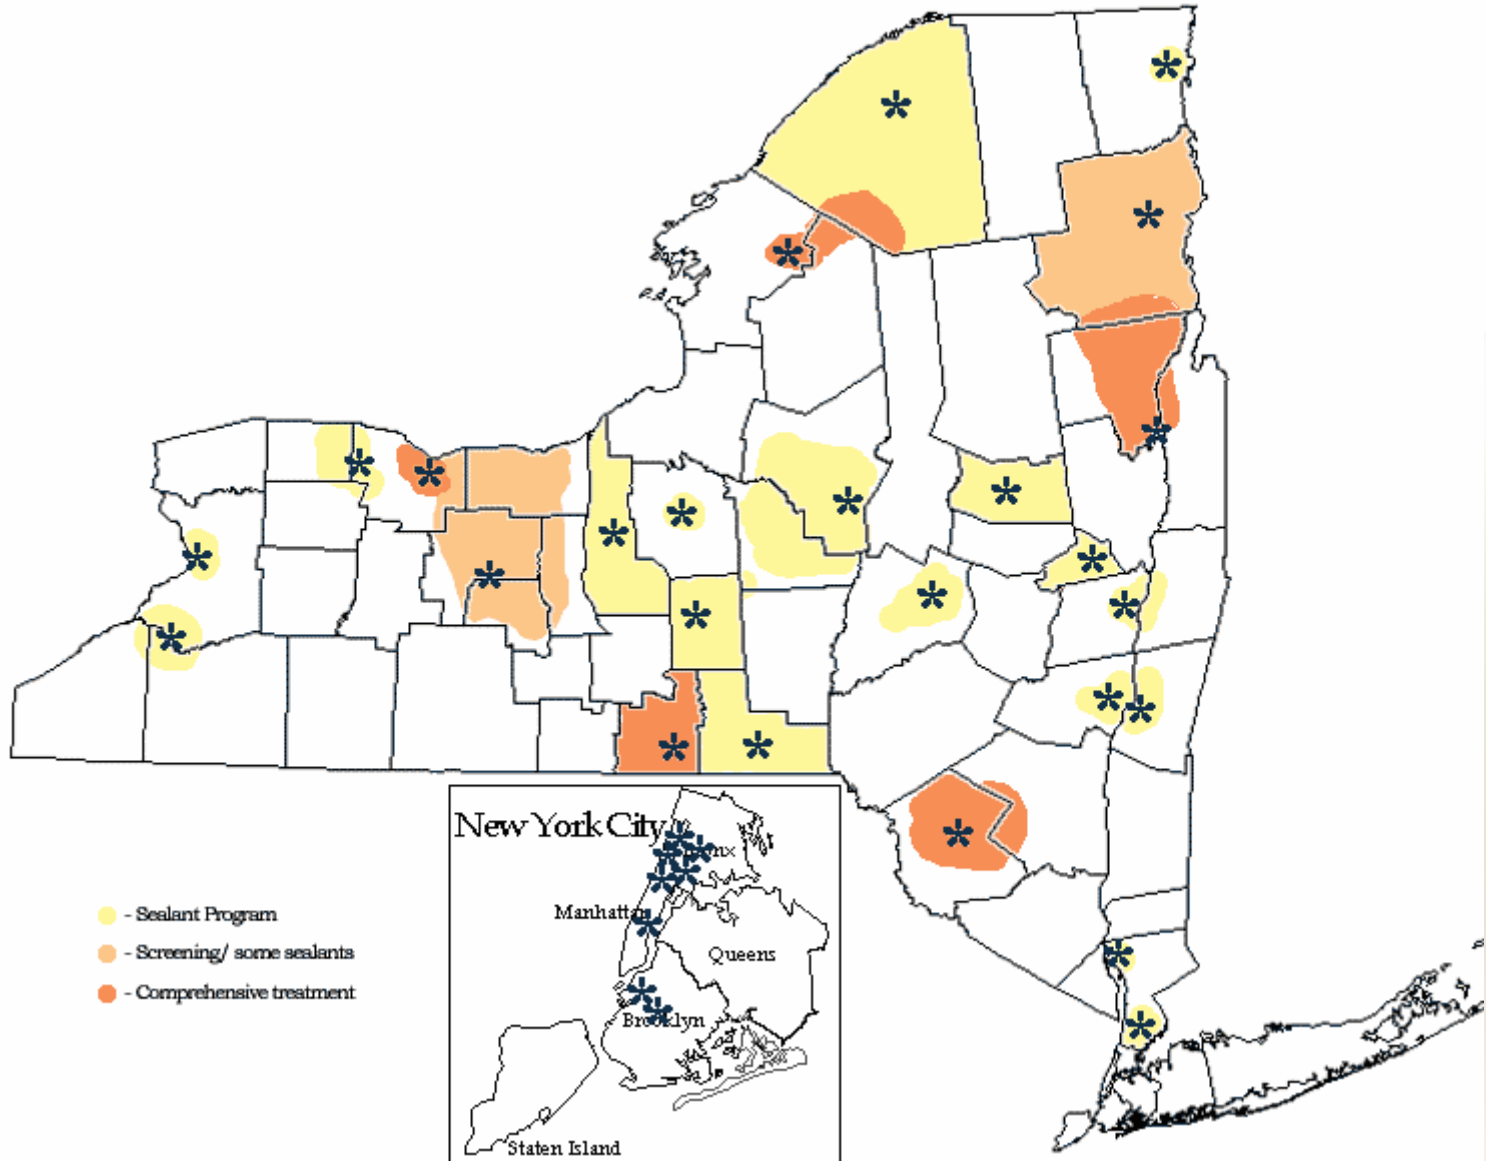 New York City
Manhattan
Queens
Brooklyn
Staten Island
- Sealant Program
- Screening/ some sealants
- Comprehensive treatment